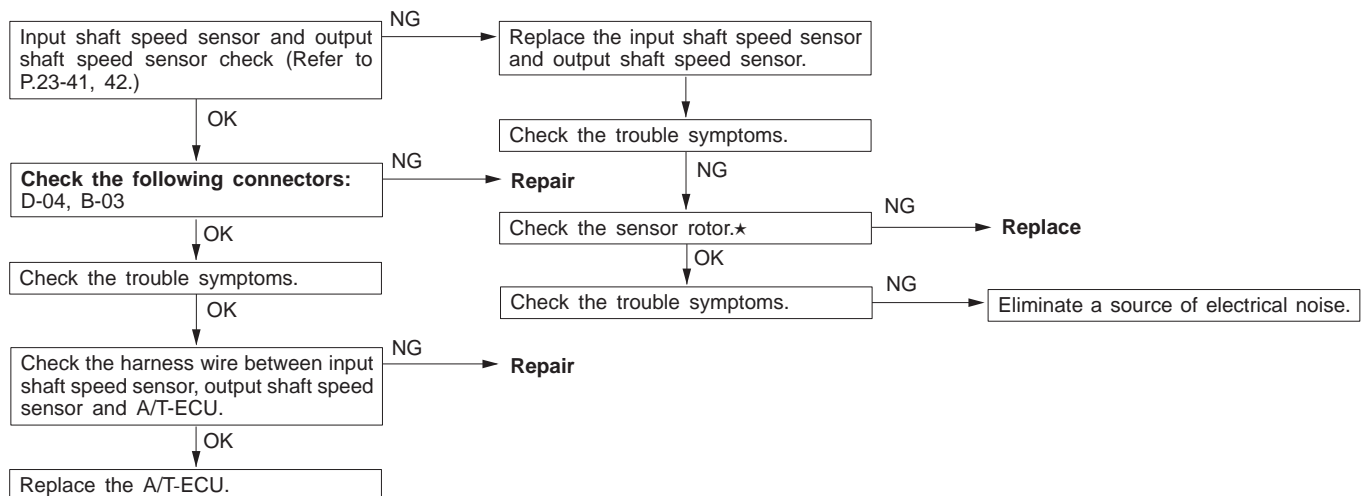 Input shaft speed sensor and output
shaft speed sensor check (Refer to
P.23-41, 42.)
NG
Replace the input shaft speed sensor
and output shaft speed sensor.
OK
Check the trouble symptoms.
NG
Check the following connectors:
D-04, B-03
NG
Repair
Check the sensor rotor.★
NG
Replace
OK
OK
Check the trouble symptoms.
Check the trouble symptoms.
NG
Eliminate a source of electrical noise.
OK
Check the harness wire between input
shaft speed sensor, output shaft speed
sensor and A/T-ECU.
NG
Repair
OK
Replace the A/T-ECU.